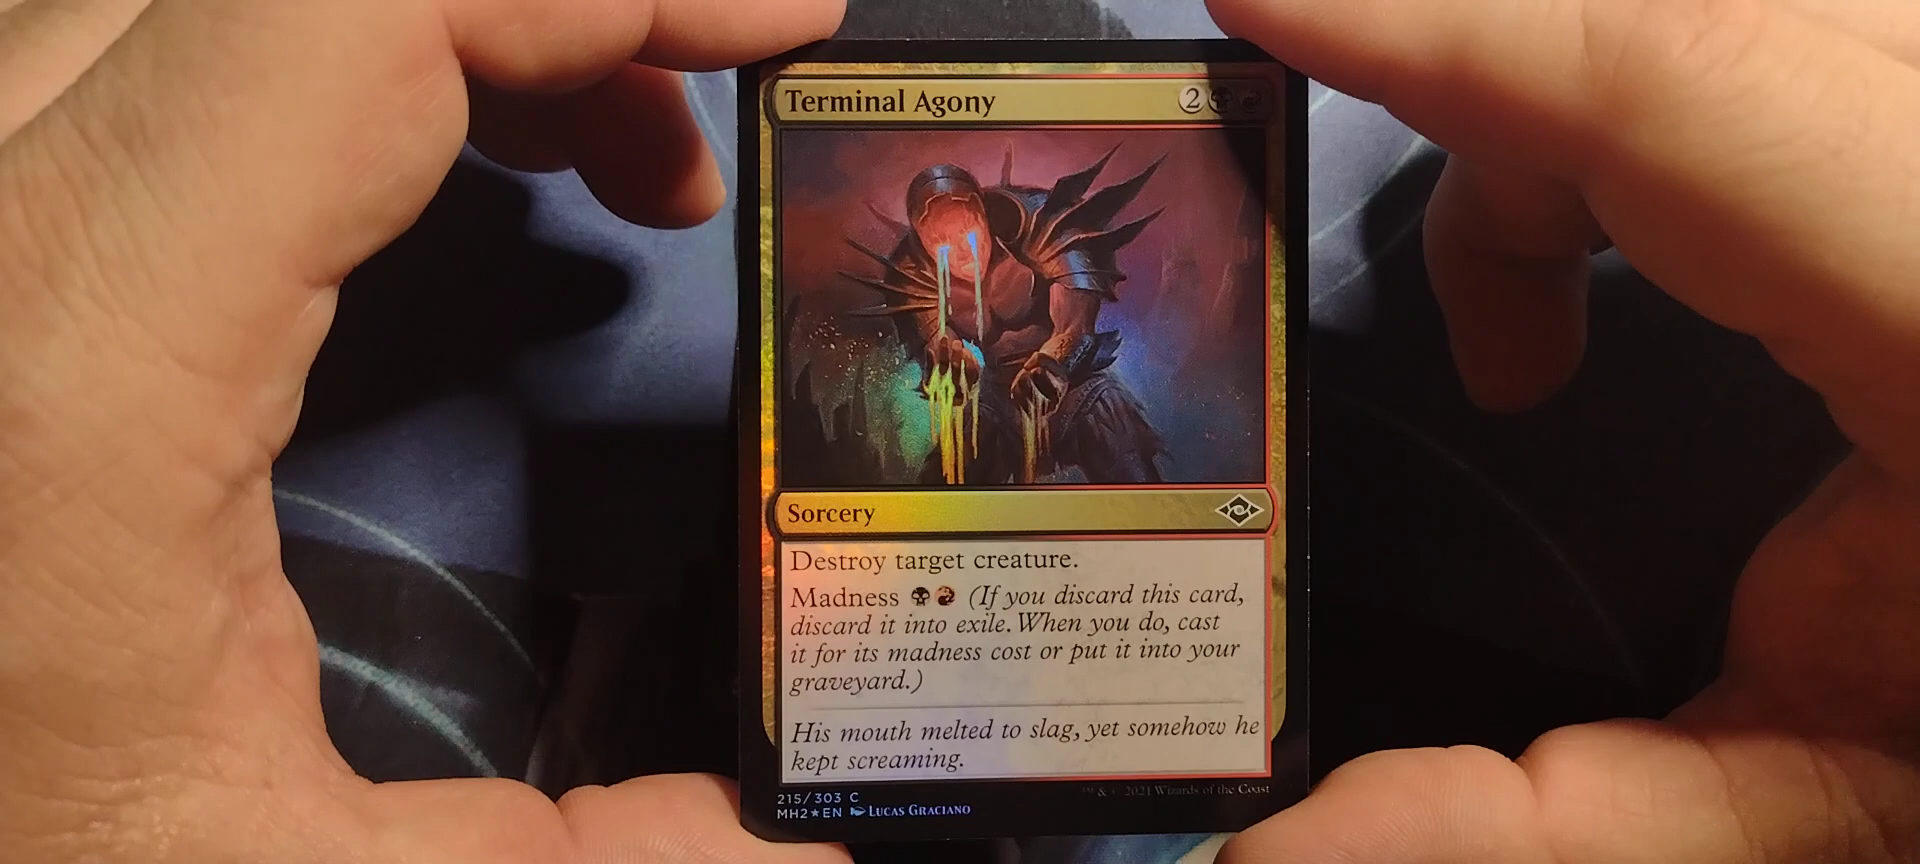 Terminal Agony 2
Sorcery
Destroy target creature.
Madness (If you discard this card,
discard it into exile. When you do, cast
it for its madness cost or put it into your
graveyard.)
His mouth melted to slag, yet somehow he
kept screaming.
215/303 C
MH2★EN Lucas Graciano
™ & © 2021 Wizards of the Coast